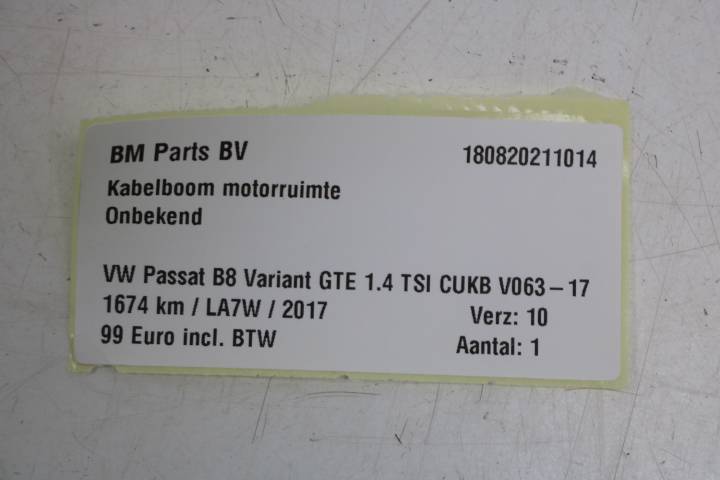 BM Parts BV 180820211014
Kabelboom motorruimte
Onbekend
VW Passat B8 Variant GTE 1.4 TSI CUKB V063-17
1674 km / LA7W / 2017 Verz: 10
99 Euro incl. BTW Aantal: 1